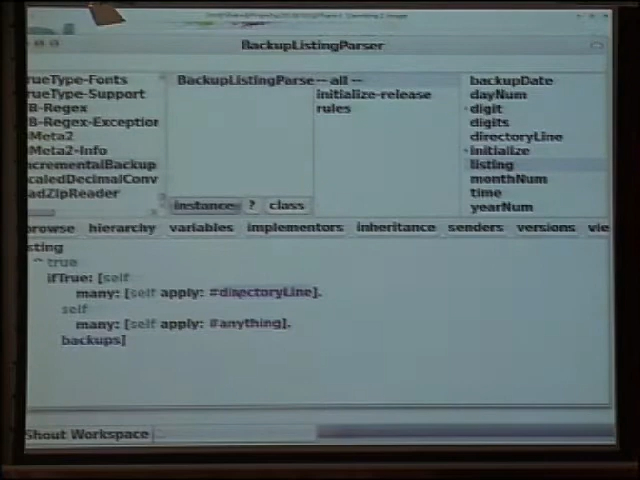 BackupListingParser
rueType-Fonts
rueType-Support
B-Regex
B-Regex-Exception
Meta2
Meta2-Info
ncrementalBackup
caledDecimalConv
adZipReader
BackupListingParse
-- all --
initialize-release
rules
backupDate
dayNum
digit
digits
directoryLine
initialize
listing
monthNum
time
yearNum
instance ? class
browse hierarchy variables implementors inheritance senders versions vie
sting
^ true
ifTrue: [self
many: [self apply: #directoryLine].
self
many: [self apply: #anything].
backups]
Shout Workspace